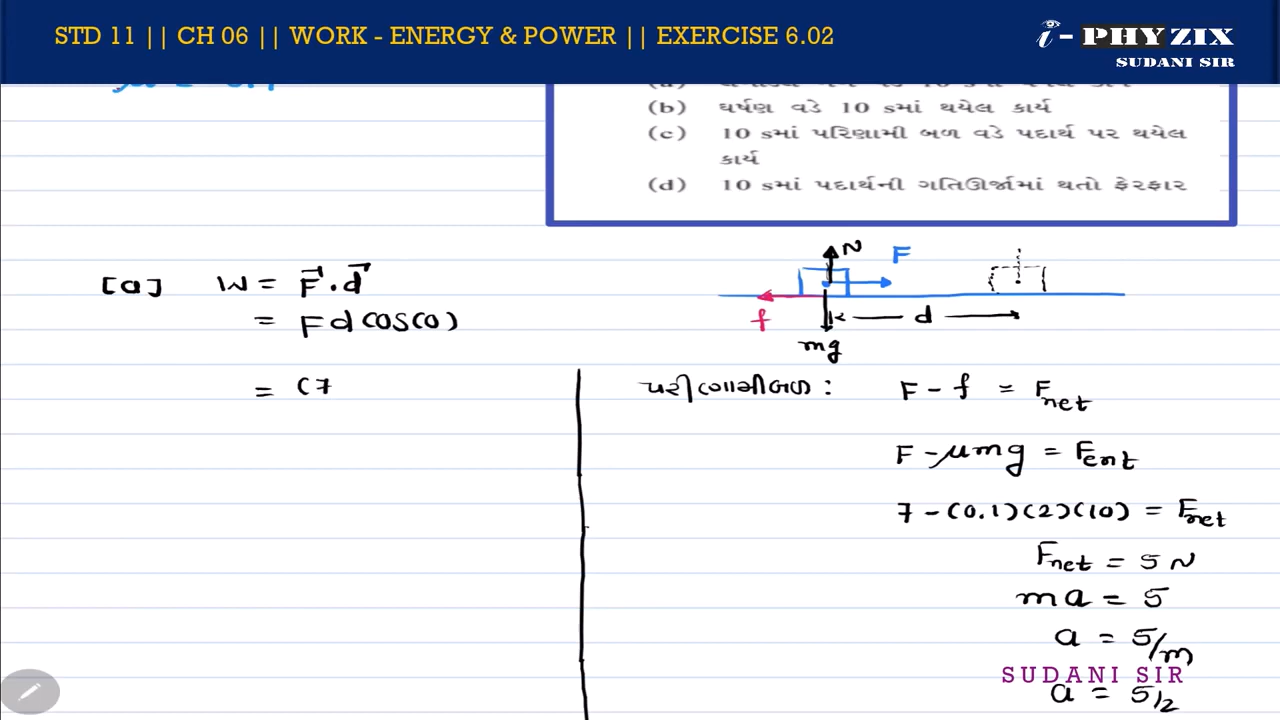 STD 11 || CH 06 || WORK - ENERGY & POWER || EXERCISE 6.02
i - PHYZIX
SUDANI SIR
(b) ઘર્ષણ વડે 10 sમાં થયેલ કાર્ય
(c) 10 sમાં પરિણામી બળ વડે પદાર્થ પર થયેલ
કાર્ય
(d) 10 sમાં પદાર્થની ગતિઊર્જામાં થતો ફેરફાર
N
F
f
d
mg
[a] W = F⃗ . d⃗
= F d cos(0)
= (7
પરીણામીબળ : F - f = Fnet
F - μmg = Fent
7 - (0.1)(2)(10) = Fnet
Fnet = 5 N
ma = 5
a = 5/m
SUDANI SIR
a = 5/2